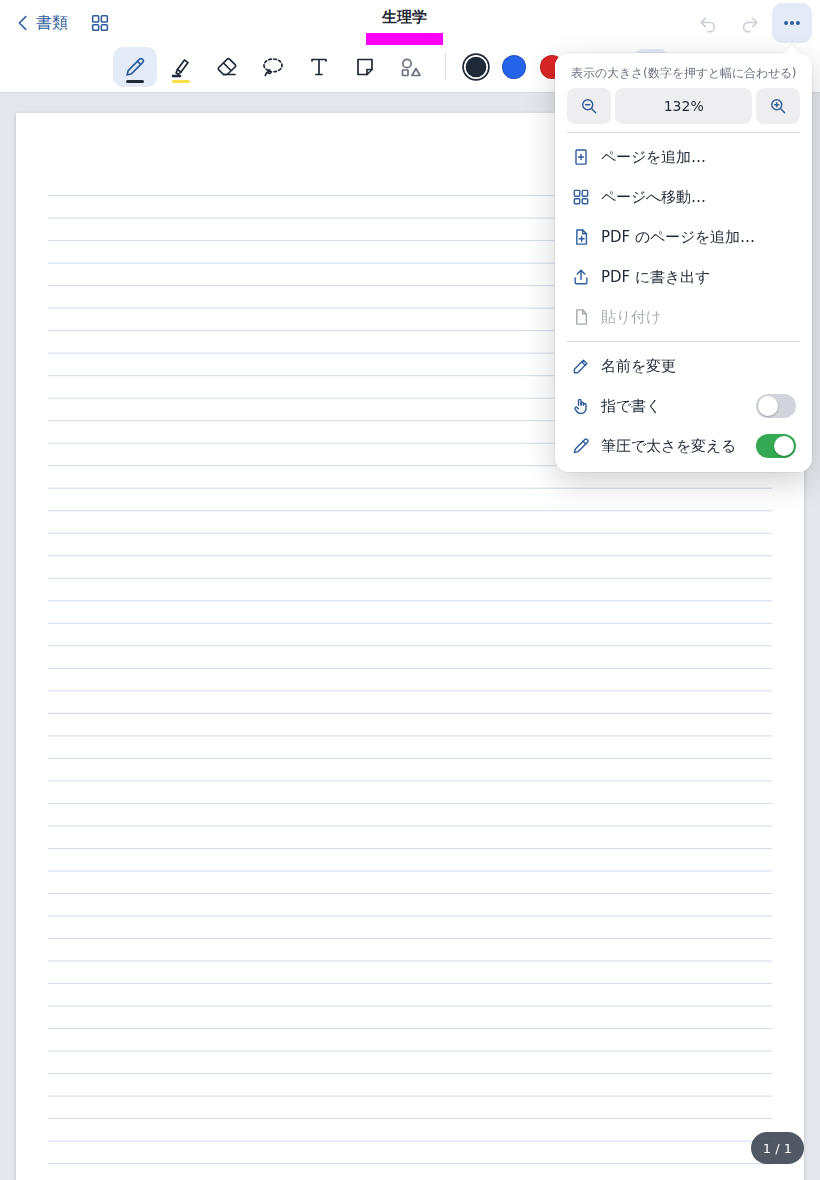 書類
生理学
表示の大きさ(数字を押すと幅に合わせる)
132%
ページを追加…
ページへ移動…
PDF のページを追加…
PDF に書き出す
貼り付け
名前を変更
指で書く
筆圧で太さを変える
1 / 1